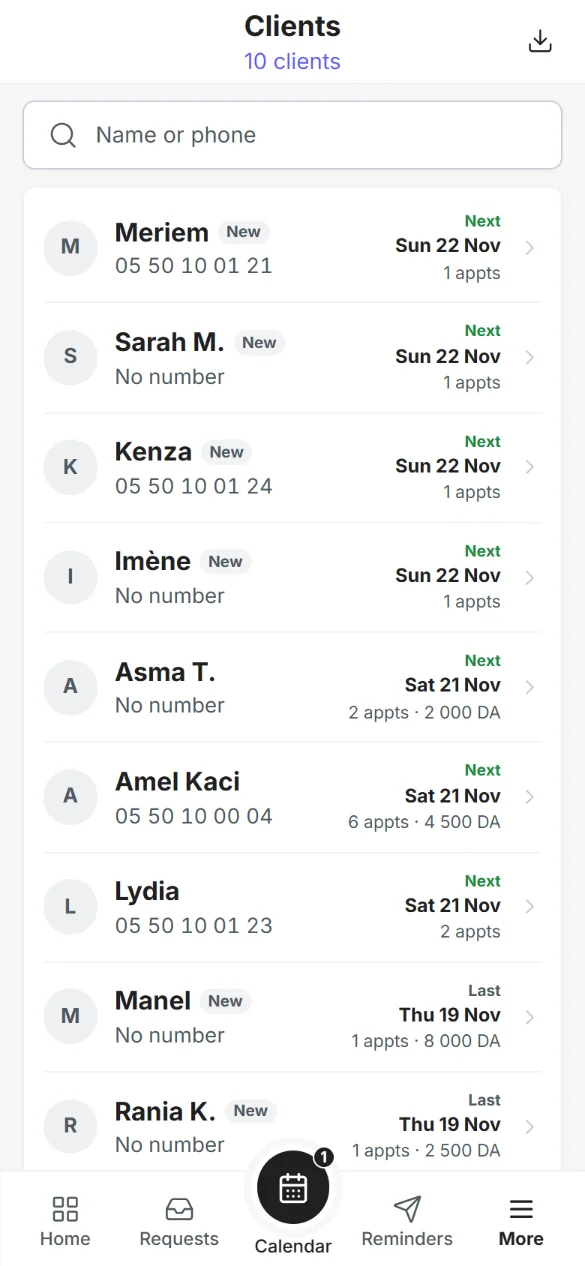 Clients
10 clients
Name or phone
M
Meriem New
05 50 10 01 21
Next
Sun 22 Nov
1 appts
S
Sarah M. New
No number
Next
Sun 22 Nov
1 appts
K
Kenza New
05 50 10 01 24
Next
Sun 22 Nov
1 appts
I
Imène New
No number
Next
Sun 22 Nov
1 appts
A
Asma T.
No number
Next
Sat 21 Nov
2 appts · 2 000 DA
A
Amel Kaci
05 50 10 00 04
Next
Sat 21 Nov
6 appts · 4 500 DA
L
Lydia
05 50 10 01 23
Next
Sat 21 Nov
2 appts
M
Manel New
No number
Last
Thu 19 Nov
1 appts · 8 000 DA
R
Rania K. New
No number
Last
Thu 19 Nov
1 appts · 2 500 DA
1
Home
Requests
Calendar
Reminders
More